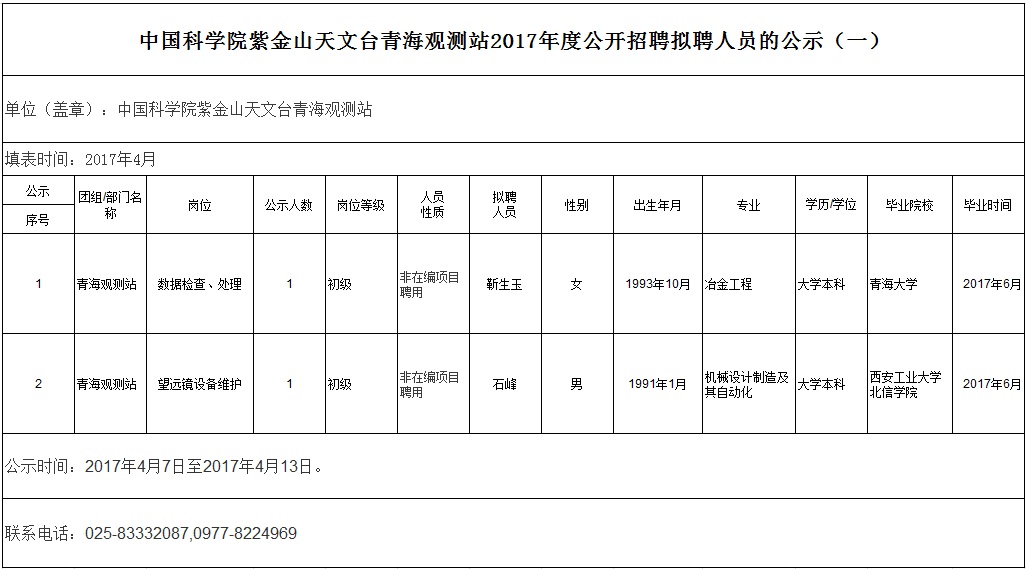 中国科学院紫金山天文台青海观测站2017年度公开招聘拟聘人员的公示（一）
单位（盖章）：中国科学院紫金山天文台青海观测站
填表时间：2017年4月
公示
序号
团组/部门名
称
岗位
公示人数
岗位等级
人员
性质
拟聘
人员
性别
出生年月
专业
学历/学位
毕业院校
毕业时间
1
青海观测站
数据检查、处理
1
初级
非在编项目
聘用
靳生玉
女
1993年10月
冶金工程
大学本科
青海大学
2017年6月
2
青海观测站
望远镜设备维护
1
初级
非在编项目
聘用
石峰
男
1991年1月
机械设计制造及
其自动化
大学本科
西安工业大学
北信学院
2017年6月
公示时间：2017年4月7日至2017年4月13日。
联系电话：025-83332087,0977-8224969